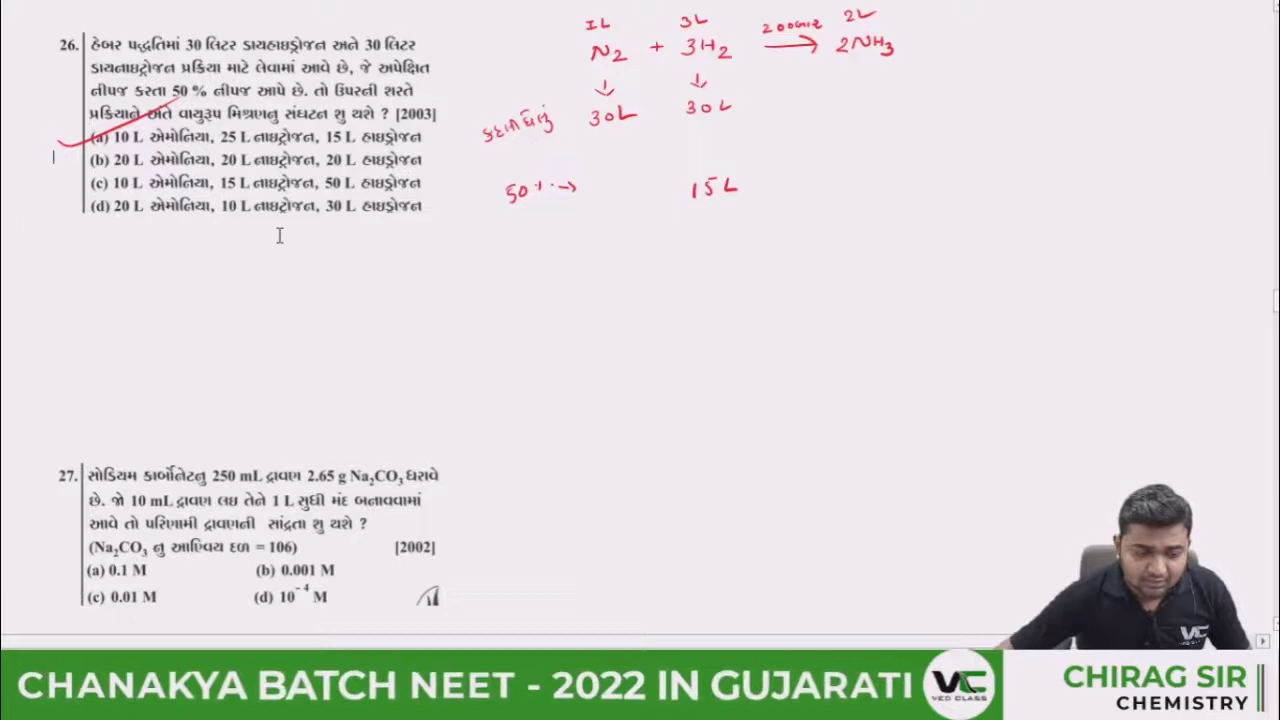 26. હેબર પદ્ધતિમાં 30 લિટર ડાયહાઇડ્રોજન અને 30 લિટર
ડાયનાઇટ્રોજન પ્રક્રિયા માટે લેવામાં આવે છે, જે અપેક્ષિત
નીપજ કરતા 50 % નીપજ આપે છે. તો ઉપરની શરતે
પ્રક્રિયાને અંતે વાયુરૂપ મિશ્રણનુ સંઘટન શુ થશે ? [2003]
(a) 10 L એમોનિયા, 25 L નાઇટ્રોજન, 15 L હાઇડ્રોજન
(b) 20 L એમોનિયા, 20 L નાઇટ્રોજન, 20 L હાઇડ્રોજન
(c) 10 L એમોનિયા, 15 L નાઇટ્રોજન, 50 L હાઇડ્રોજન
(d) 20 L એમોનિયા, 10 L નાઇટ્રોજન, 30 L હાઇડ્રોજન
1L 3L 2L
N₂ + 3H₂ → 2NH₃
30L 30L
50% → 15L
27. સોડિયમ કાર્બોનેટનુ 250 mL દ્રાવણ 2.65 g Na₂CO₃ ધરાવે
છે. જો 10 mL દ્રાવણ લઇ તેને 1 L સુધી મંદ બનાવવામાં
આવે તો પરિણામી દ્રાવણની સાંદ્રતા શુ થશે ?
(Na₂CO₃ નુ આણ્વિય દળ = 106) [2002]
(a) 0.1 M (b) 0.001 M
(c) 0.01 M (d) 10⁻⁴ M
CHANAKYA BATCH NEET - 2022 IN GUJARATI
VC
VED CLASS
CHIRAG SIR
CHEMISTRY